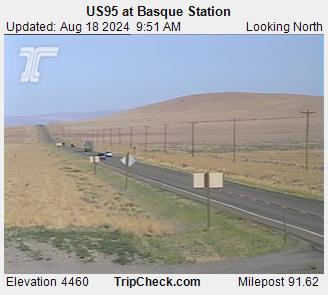 US95 at Basque Station
Updated: Aug 18 2024 9:51 AM Looking North
Elevation 4460 TripCheck.com Milepost 91.62